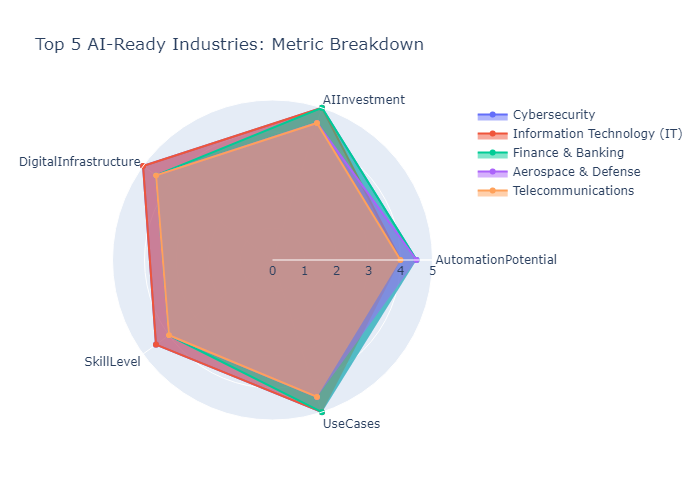 Top 5 AI-Ready Industries: Metric Breakdown
AIInvestment
Cybersecurity
Information Technology (IT)
Finance & Banking
Aerospace & Defense
Telecommunications
DigitalInfrastructure
AutomationPotential
0 1 2 3 4 5
SkillLevel
UseCases